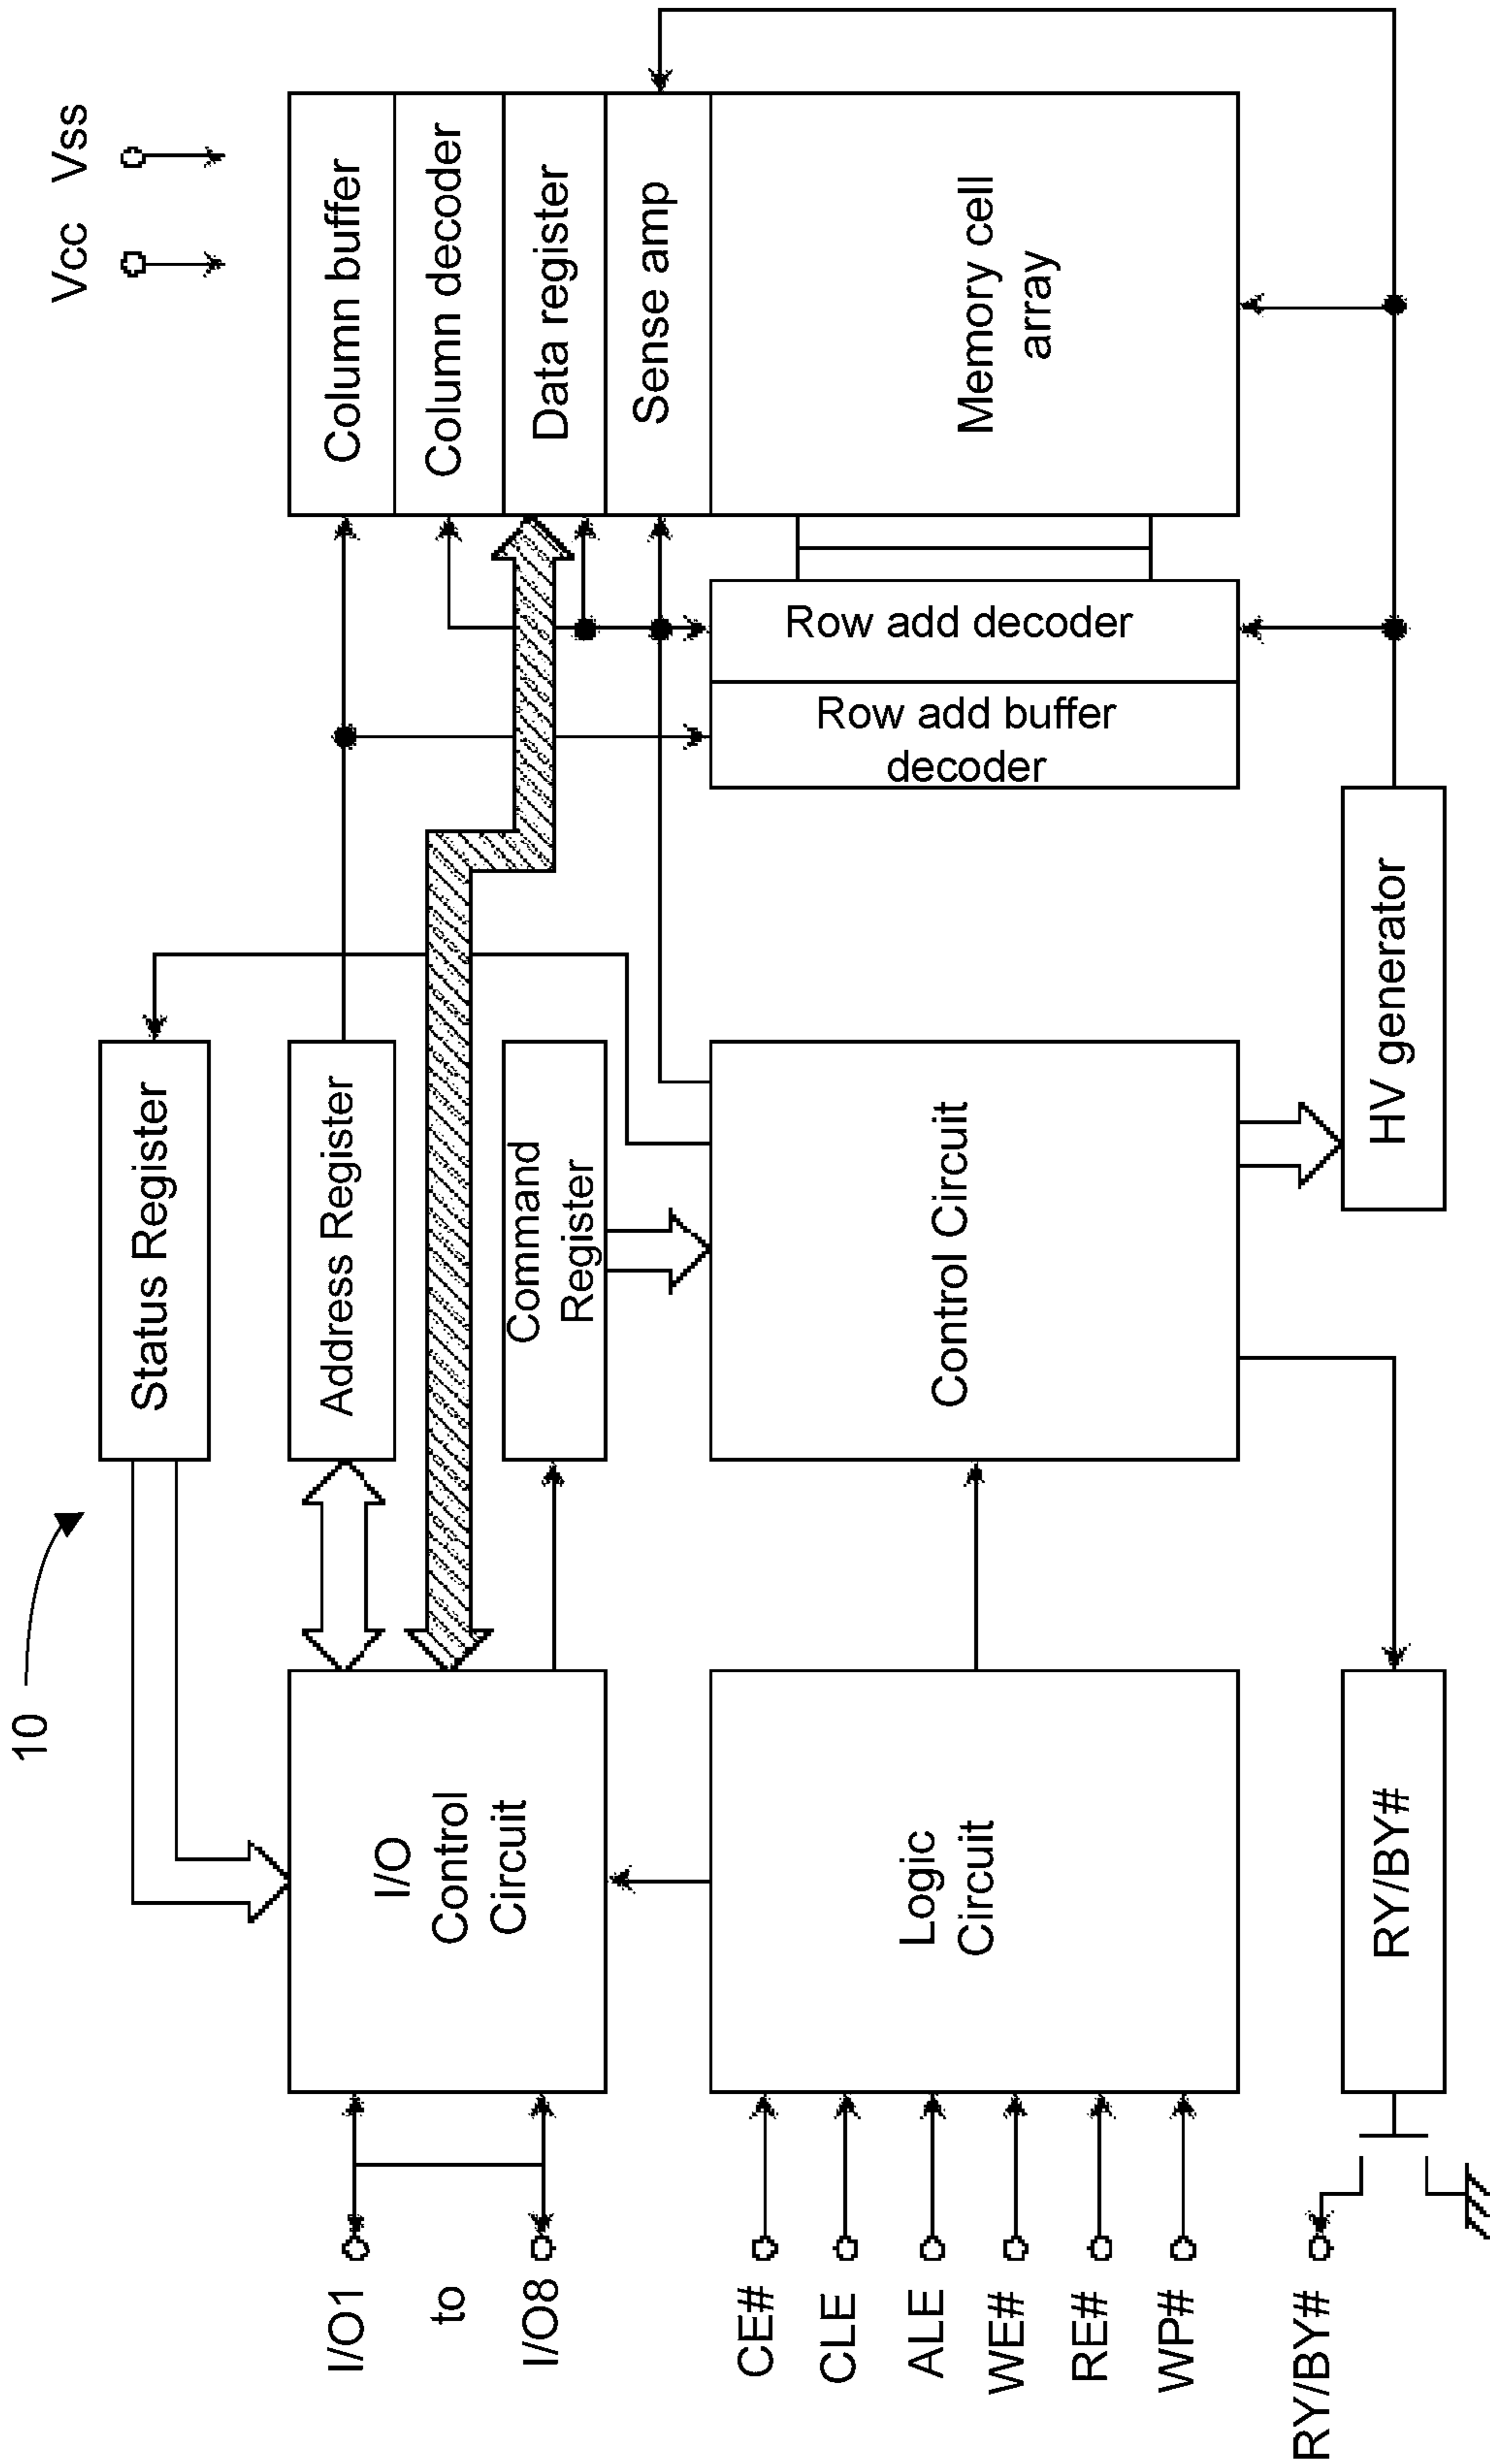 10
Vcc
Vss
Status Register
Address Register
Command
Register
I/O
Control
Circuit
I/O1
to
I/O8
Column buffer
Column decoder
Data register
Sense amp
Memory cell
array
Row add decoder
Row add buffer
decoder
Logic
Circuit
Control Circuit
CE#
CLE
ALE
WE#
RE#
WP#
HV generator
RY/BY#
RY/BY#